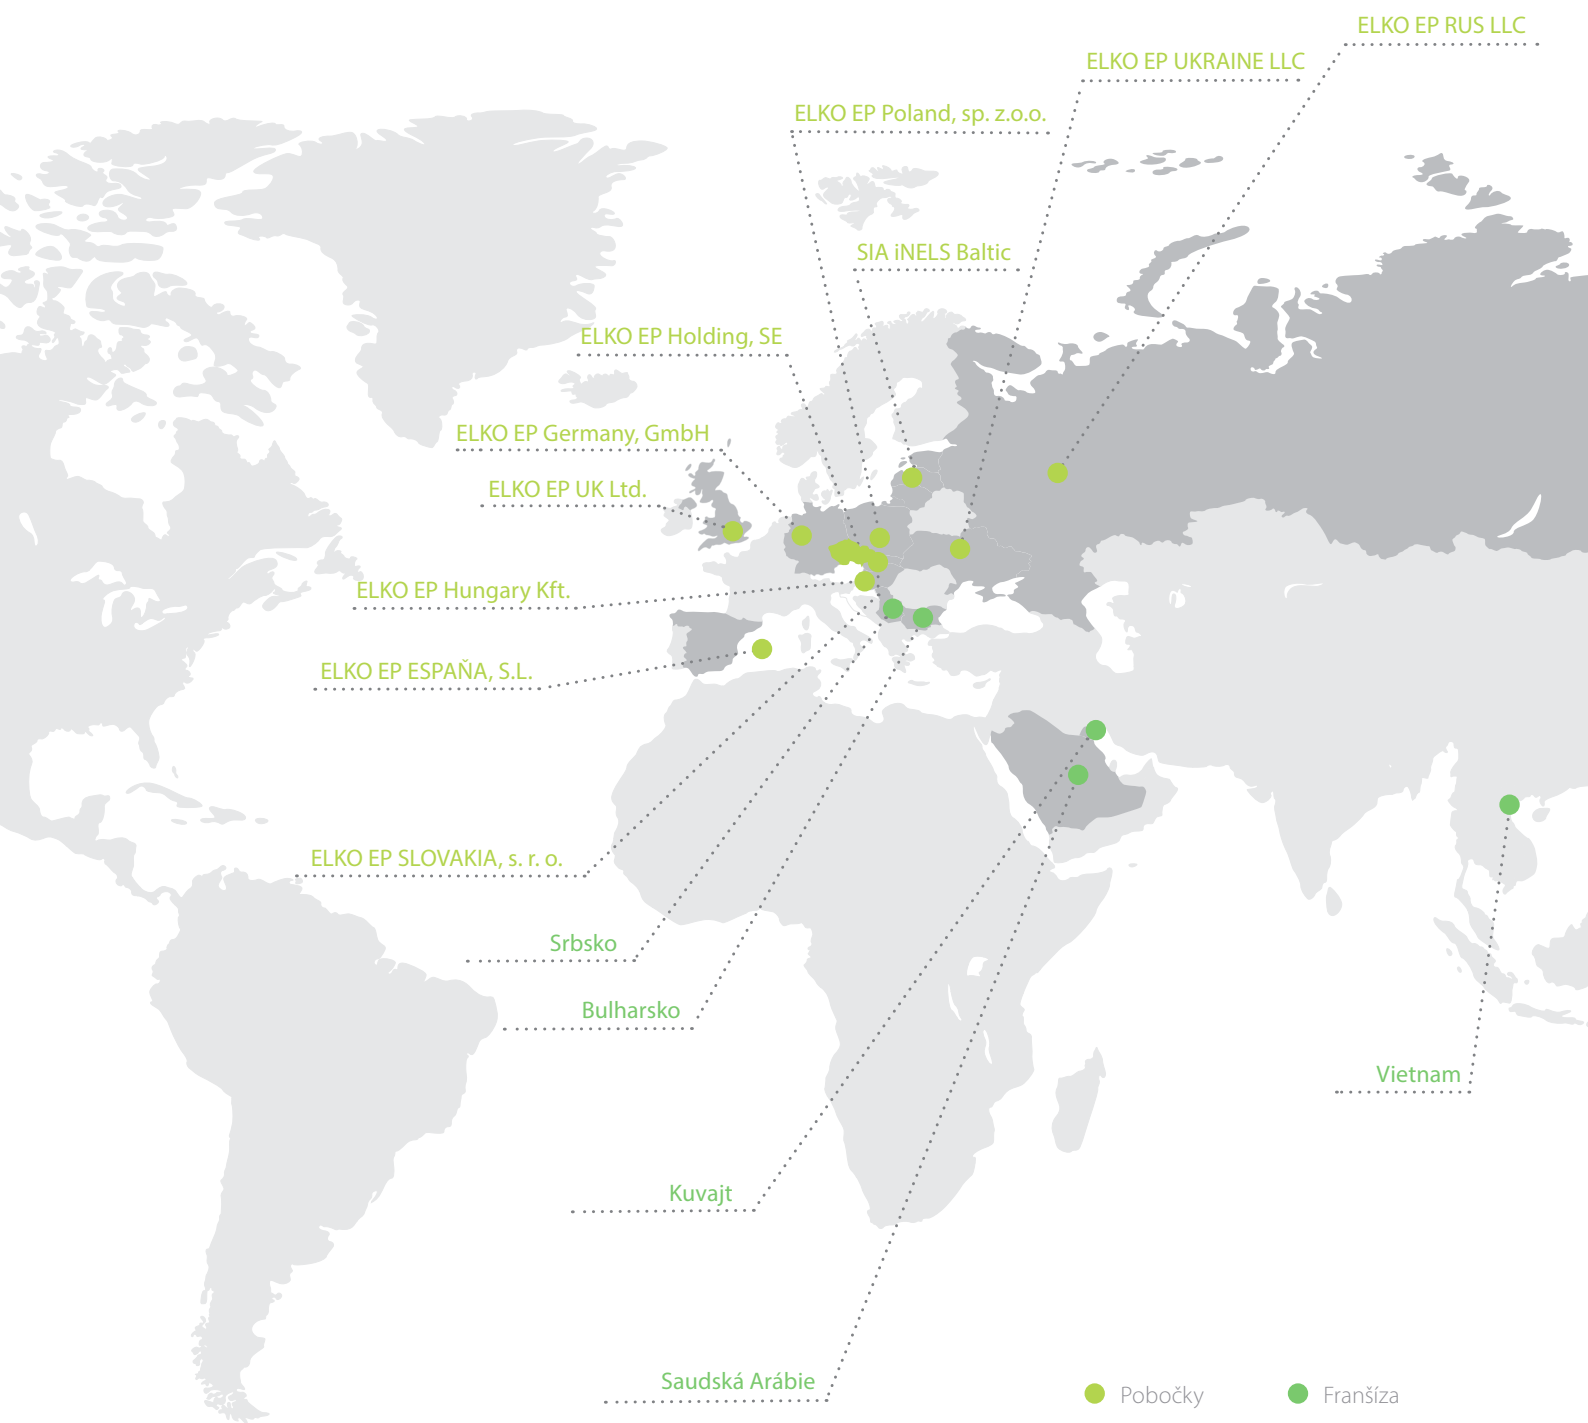 ELKO EP RUS LLC
ELKO EP UKRAINE LLC
ELKO EP Poland, sp. z.o.o.
SIA iNELS Baltic
ELKO EP Holding, SE
ELKO EP Germany, GmbH
ELKO EP UK Ltd.
ELKO EP Hungary Kft.
ELKO EP ESPAŇA, S.L.
ELKO EP SLOVAKIA, s. r. o.
Srbsko
Bulharsko
Vietnam
Kuvajt
Saudská Arábie
Pobočky
Franšíza